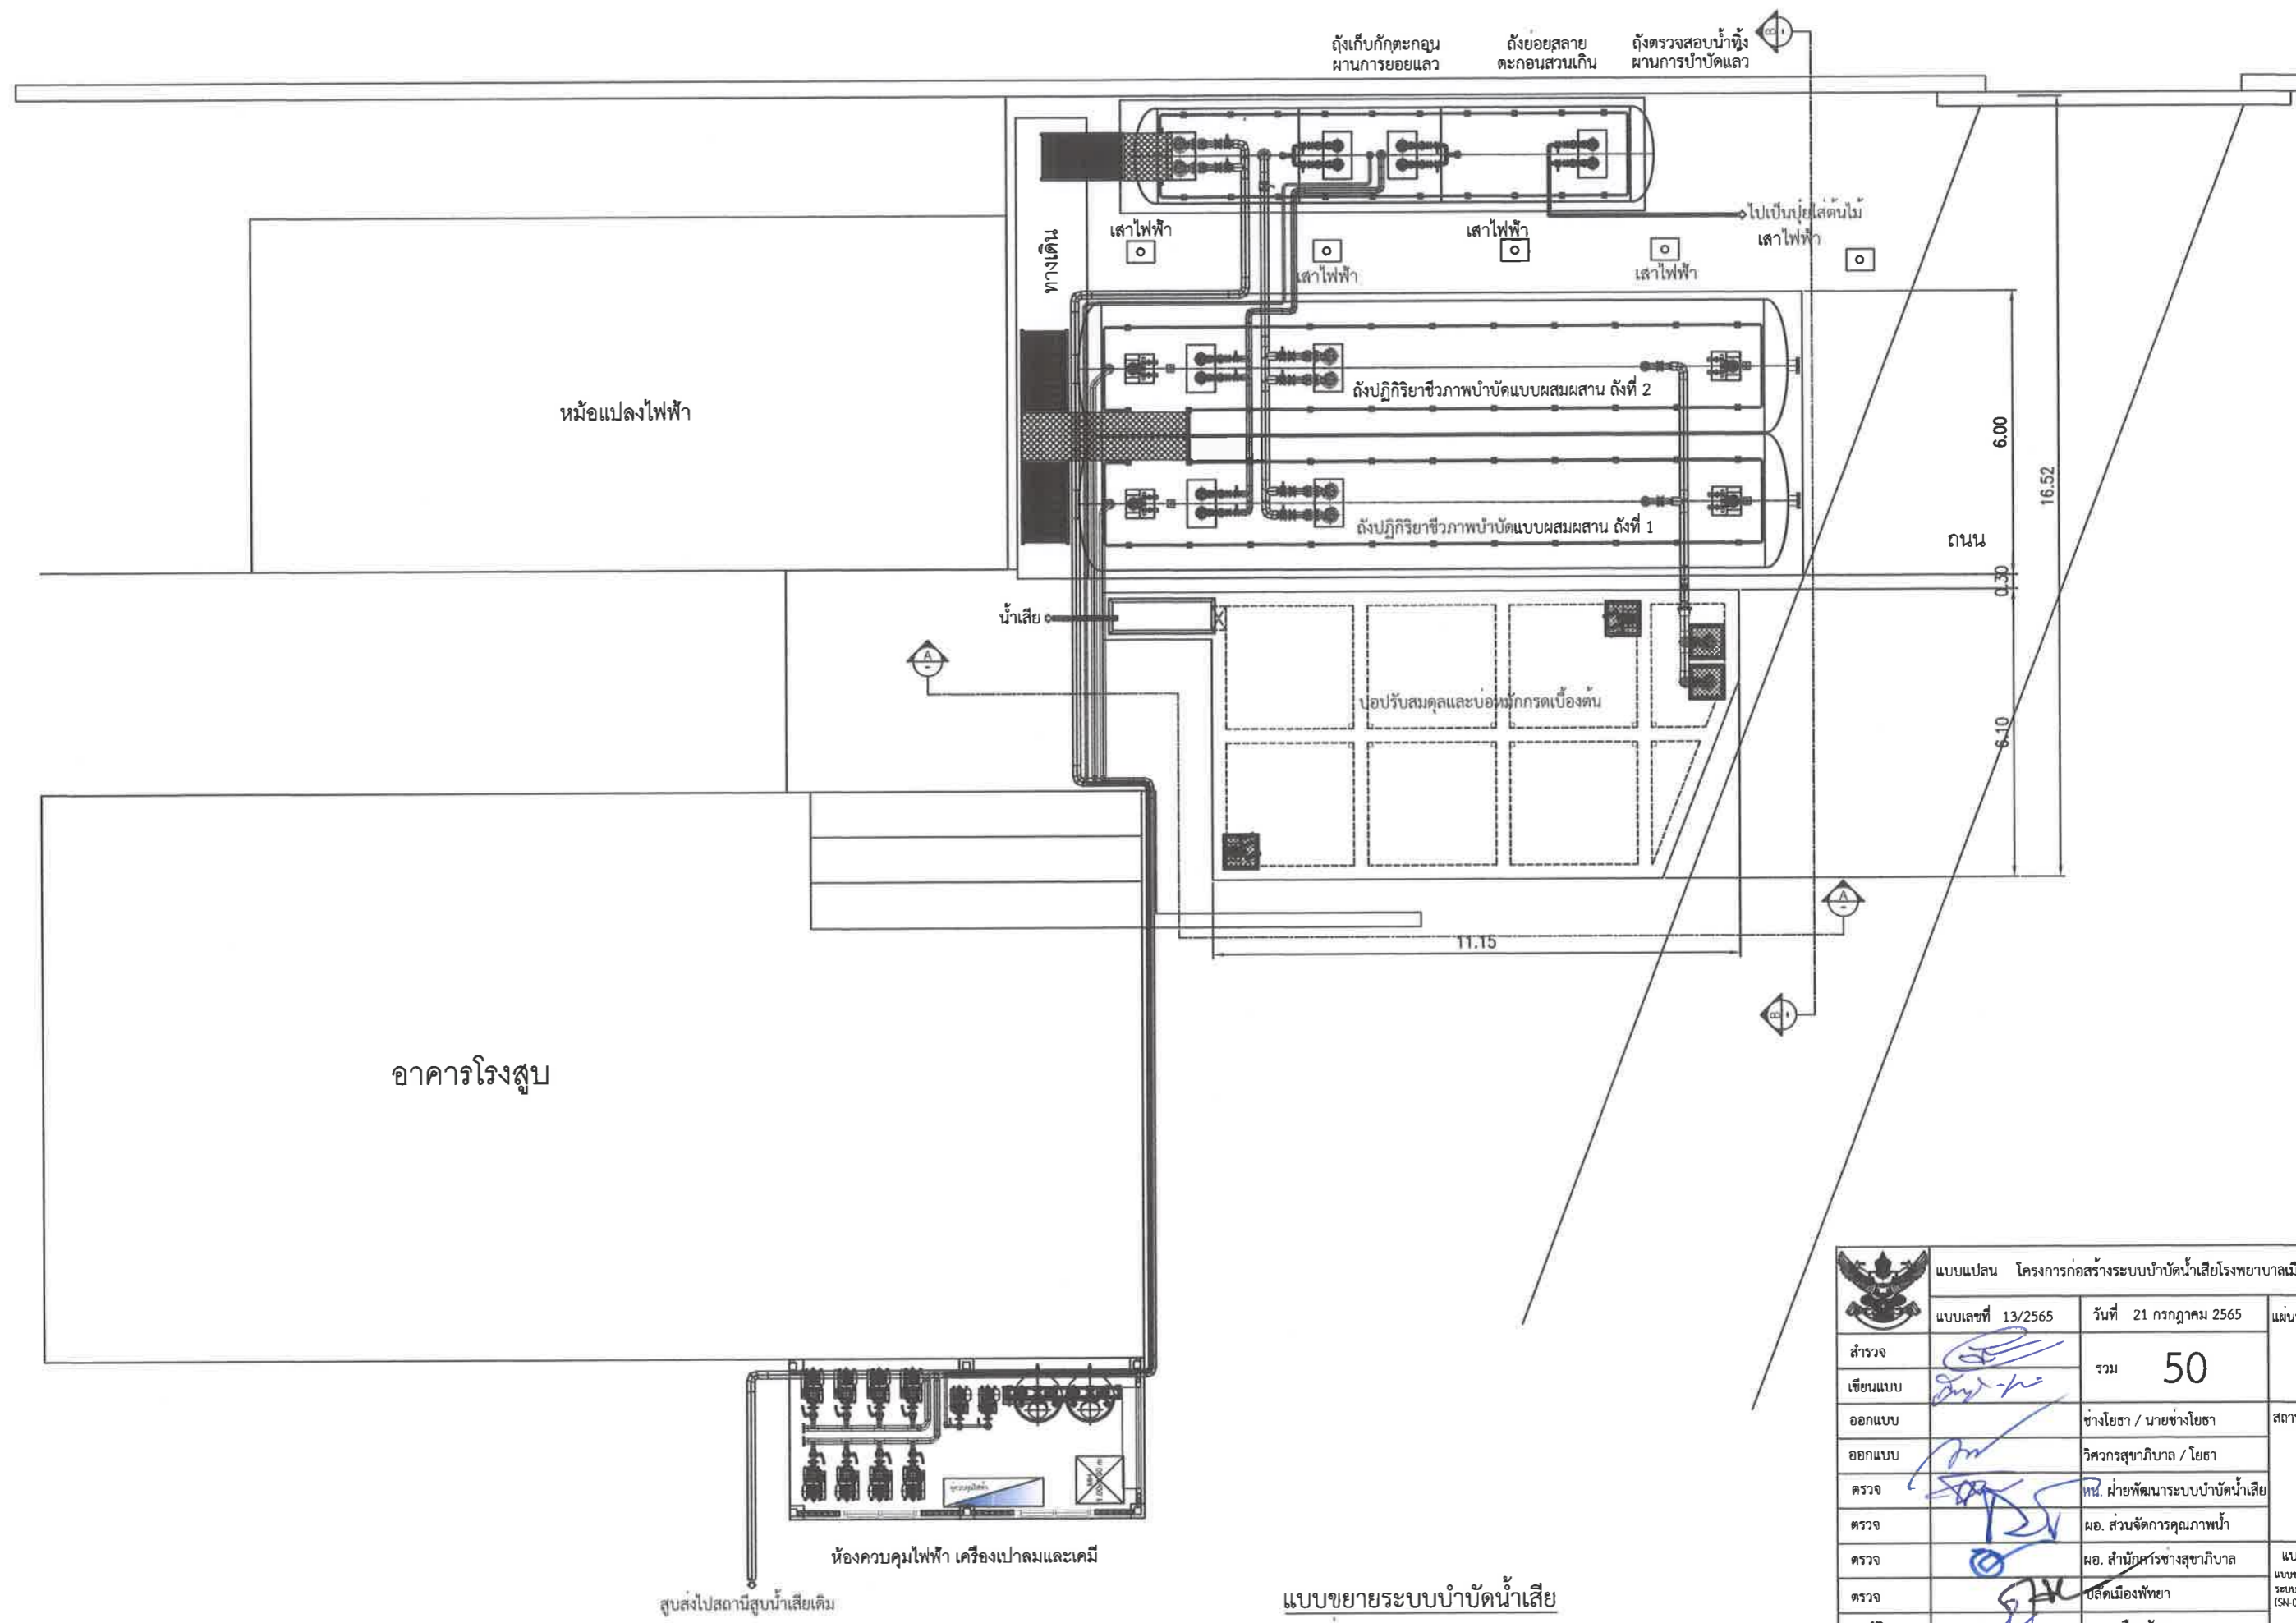 ถังเก็บกักตะกอน
ผ่านการย่อยแล้ว
ถังย่อยสลาย
ตะกอนส่วนเกิน
ถังตรวจสอบน้ำทิ้ง
ผ่านการบำบัดแล้ว
B
ไปเป็นปุ๋ยใส่ต้นไม้
เสาไฟฟ้า
เสาไฟฟ้า
เสาไฟฟ้า
เสาไฟฟ้า
เสาไฟฟ้า
ทางเดิน
หม้อแปลงไฟฟ้า
ถังปฏิกิริยาชีวภาพบำบัดแบบผสมผสาน ถังที่ 2
6.00
16.52
ถังปฏิกิริยาชีวภาพบำบัดแบบผสมผสาน ถังที่ 1
ถนน
0.30
น้ำเสีย
A
บ่อปรับสมดุลและบ่อหมักกรดเบื้องต้น
6.10
A
11.15
B
อาคารโรงสูบ
ตู้ควบคุมไฟฟ้า
ห้องควบคุมไฟฟ้า เครื่องเป่าลมและเคมี
สูบส่งไปสถานีสูบน้ำเสียเดิม
แบบขยายระบบบำบัดน้ำเสีย
แบบแปลน โครงการก่อสร้างระบบบำบัดน้ำเสียโรงพยาบาลเมื
แบบเลขที่ 13/2565
วันที่ 21 กรกฎาคม 2565
แผ่น
สำรวจ
รวม 50
เขียนแบบ
ออกแบบ
ช่างโยธา / นายช่างโยธา
สถา
ออกแบบ
วิศวกรสุขาภิบาล / โยธา
ตรวจ
หน. ฝ่ายพัฒนาระบบบำบัดน้ำเสีย
ตรวจ
ผอ. ส่วนจัดการคุณภาพน้ำ
ตรวจ
ผอ. สำนักการช่างสุขาภิบาล
แบ
แบบข
ระบบ
ตรวจ
ปลัดเมืองพัทยา